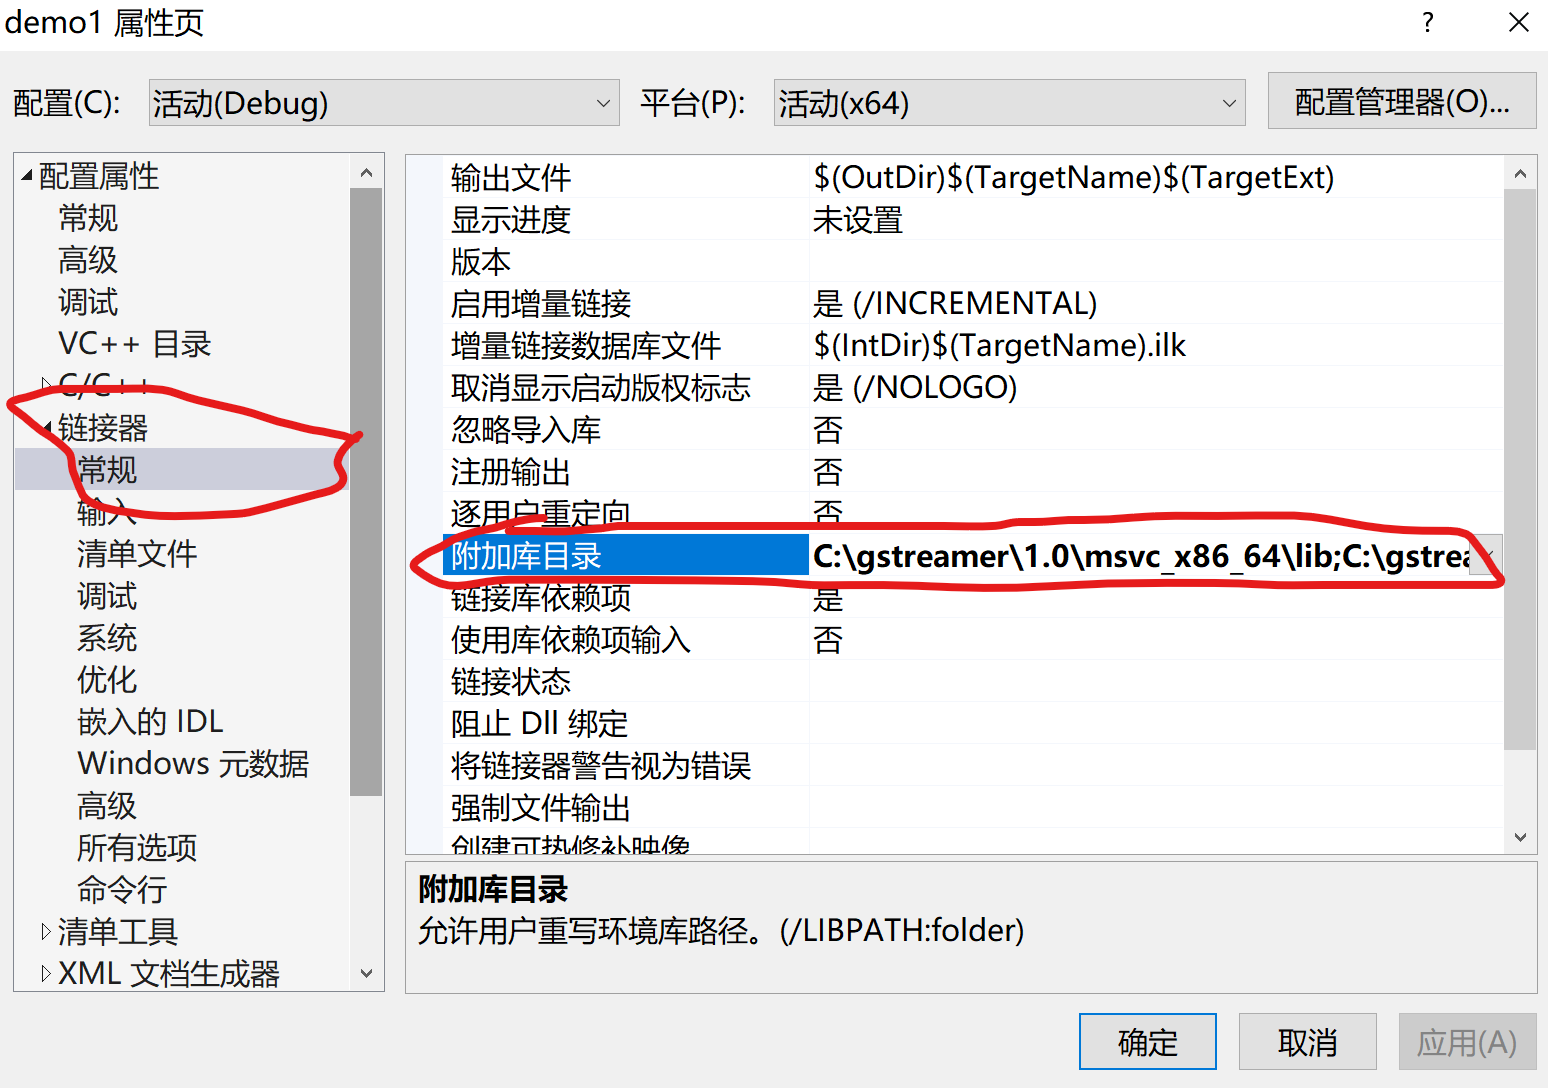 demo1 属性页
?
配置(C): 活动(Debug) 平台(P): 活动(x64) 配置管理器(O)...
配置属性
常规
高级
调试
VC++ 目录
C/C++
链接器
常规
输入
清单文件
调试
系统
优化
嵌入的 IDL
Windows 元数据
高级
所有选项
命令行
清单工具
XML 文档生成器
输出文件 $(OutDir)$(TargetName)$(TargetExt)
显示进度 未设置
版本
启用增量链接 是 (/INCREMENTAL)
增量链接数据库文件 $(IntDir)$(TargetName).ilk
取消显示启动版权标志 是 (/NOLOGO)
忽略导入库 否
注册输出 否
逐用户重定向 否
附加库目录 C:\gstreamer\1.0\msvc_x86_64\lib;C:\gstrea
链接库依赖项 是
使用库依赖项输入 否
链接状态
阻止 Dll 绑定
将链接器警告视为错误
强制文件输出
创建可热修补映像
附加库目录
允许用户重写环境库路径。(/LIBPATH:folder)
确定 取消 应用(A)